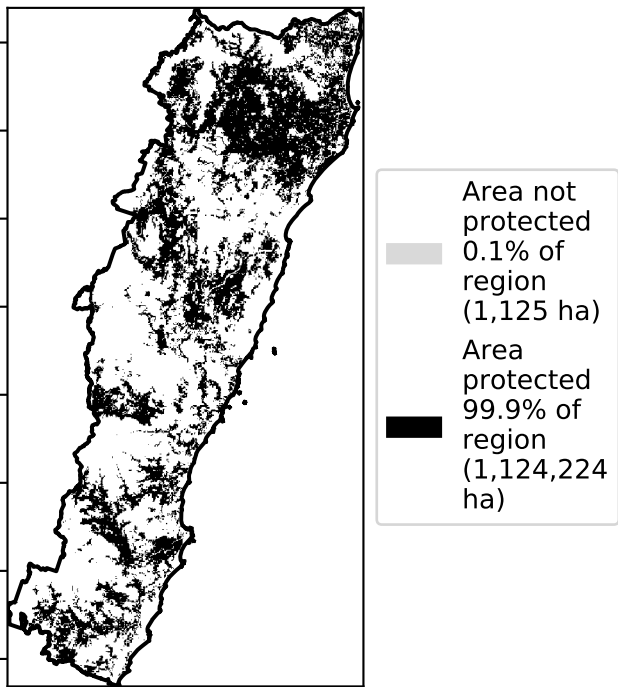 Area not
protected
0.1% of
region
(1,125 ha)
Area
protected
99.9% of
region
(1,124,224
ha)